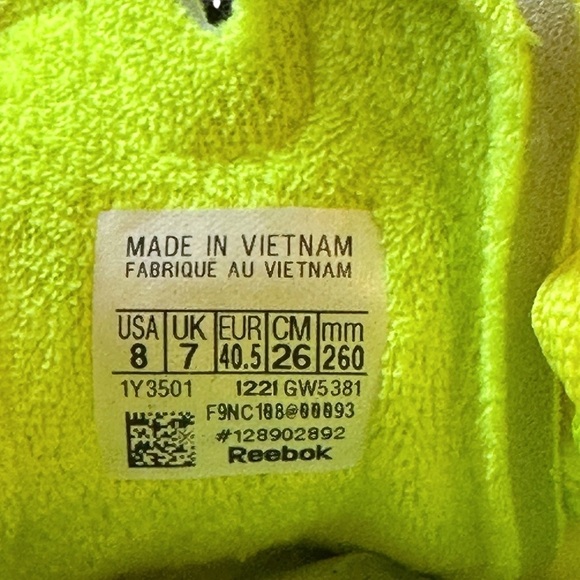 MADE IN VIETNAM
FABRIQUE AU VIETNAM
USA UK EUR CM mm
8 7 40.5 26 260
1Y3501 1221 GW5381
F9NC108@00093
#128902892
Reebok